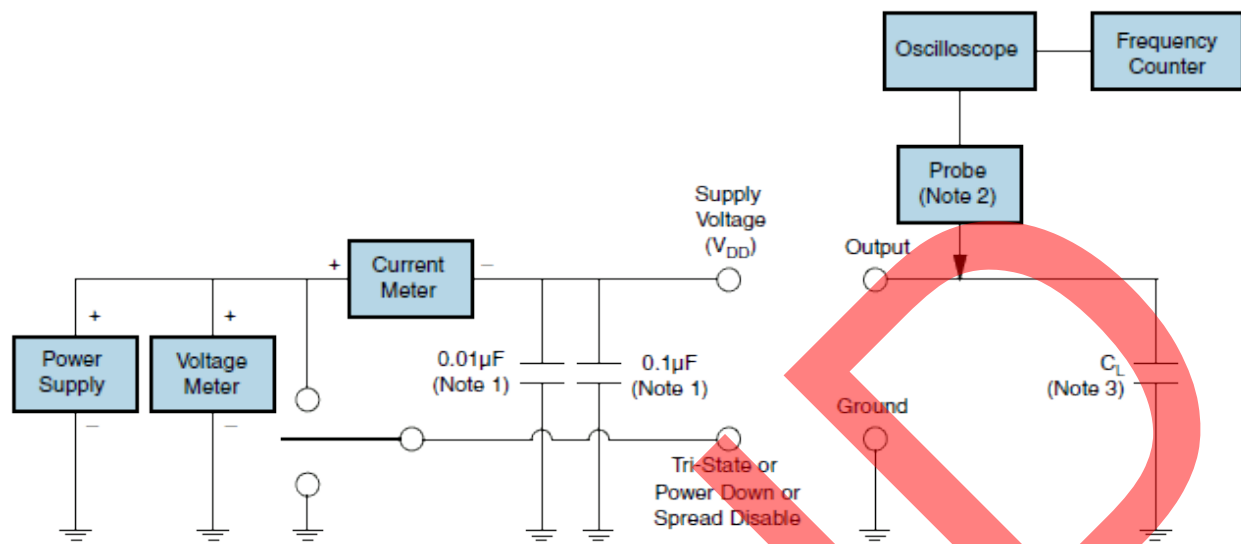 Oscilloscope
Frequency
Counter
Probe
(Note 2)
Supply
Voltage
(VDD)
Output
+
Current
Meter
–
+
Power
Supply
–
+
Voltage
Meter
–
0.01µF
(Note 1)
0.1µF
(Note 1)
CL
(Note 3)
Ground
Tri-State or
Power Down or
Spread Disable